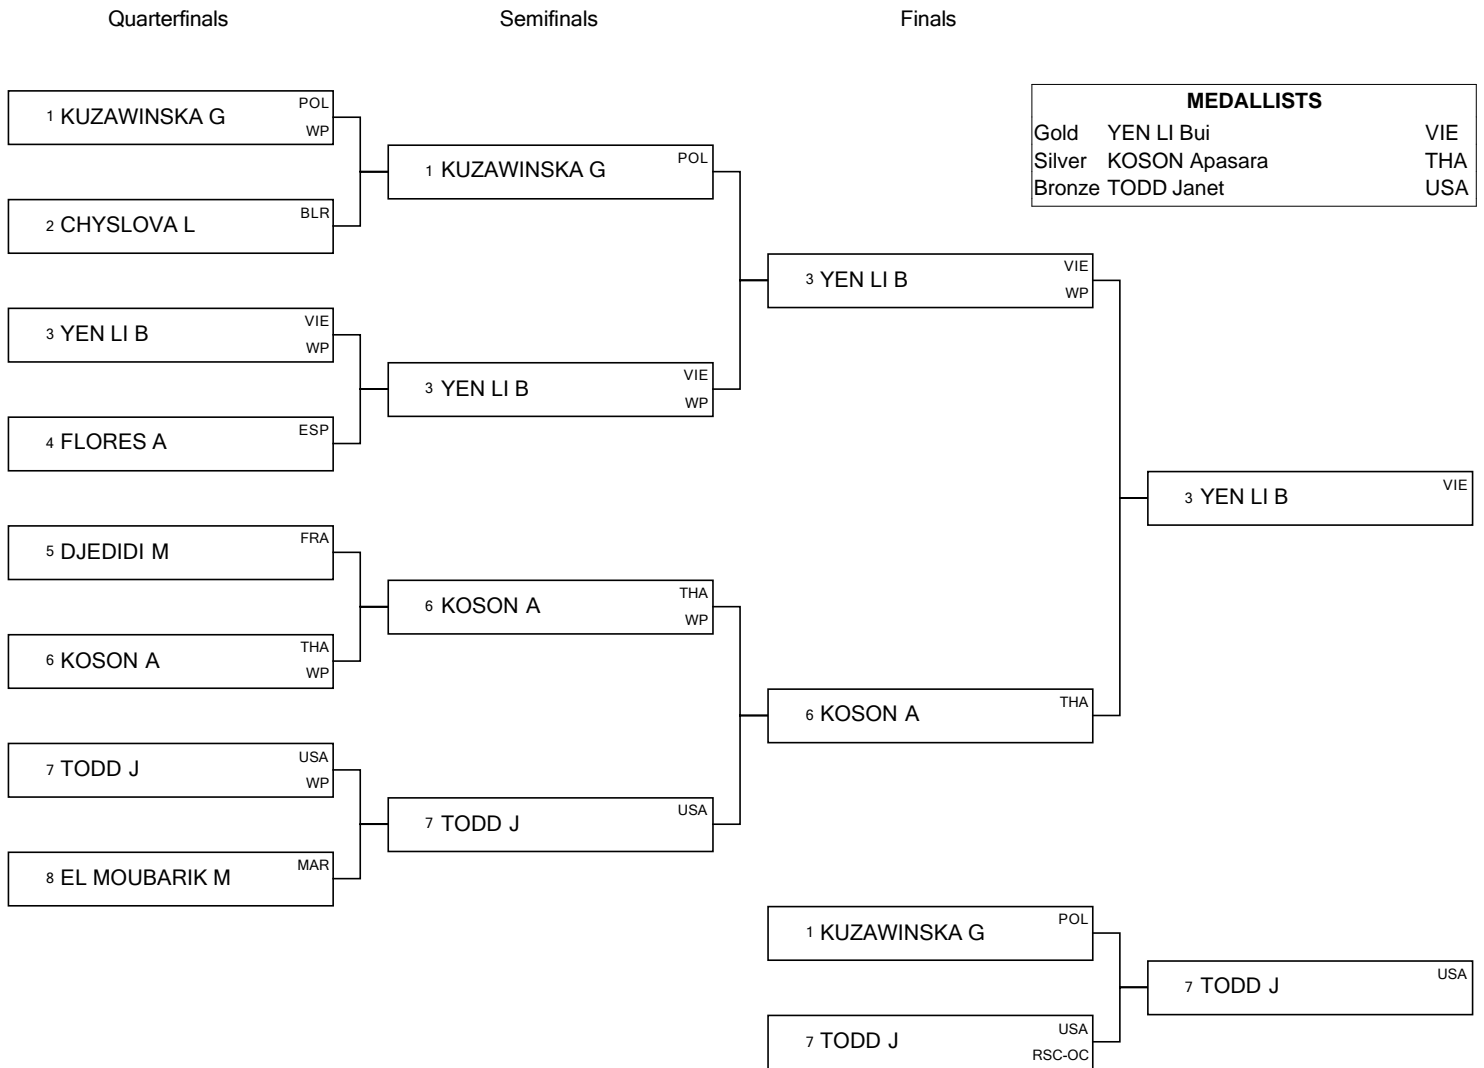 Quarterfinals Semifinals Finals
MEDALLISTS
Gold YEN LI Bui VIE
Silver KOSON Apasara THA
Bronze TODD Janet USA
1 KUZAWINSKA G POL
WP
2 CHYSLOVA L BLR
3 YEN LI B VIE
WP
4 FLORES A ESP
5 DJEDIDI M FRA
6 KOSON A THA
WP
7 TODD J USA
WP
8 EL MOUBARIK M MAR
1 KUZAWINSKA G POL
3 YEN LI B VIE
WP
6 KOSON A THA
WP
7 TODD J USA
3 YEN LI B VIE
WP
6 KOSON A THA
3 YEN LI B VIE
1 KUZAWINSKA G POL
7 TODD J USA
RSC-OC
7 TODD J USA